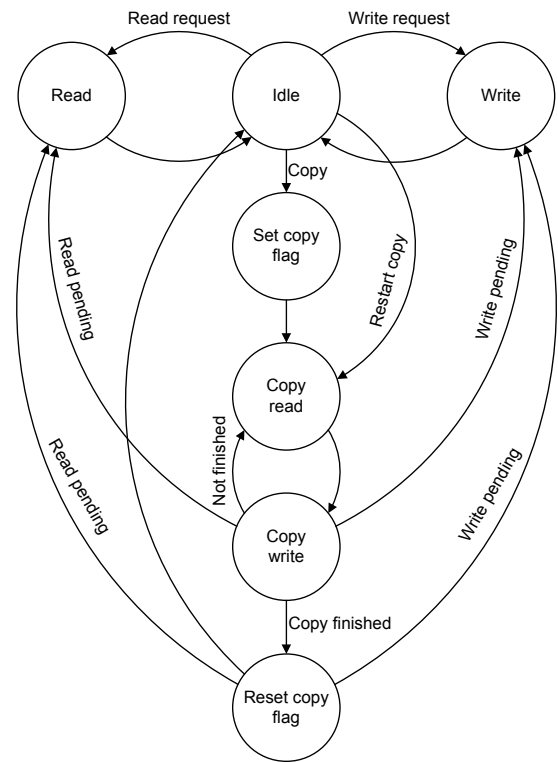 Read request
Write request
Read
Idle
Write
Copy
Set copy
flag
Restart copy
Read pending
Write pending
Copy
read
Not finished
Read pending
Write pending
Copy
write
Copy finished
Reset copy
flag